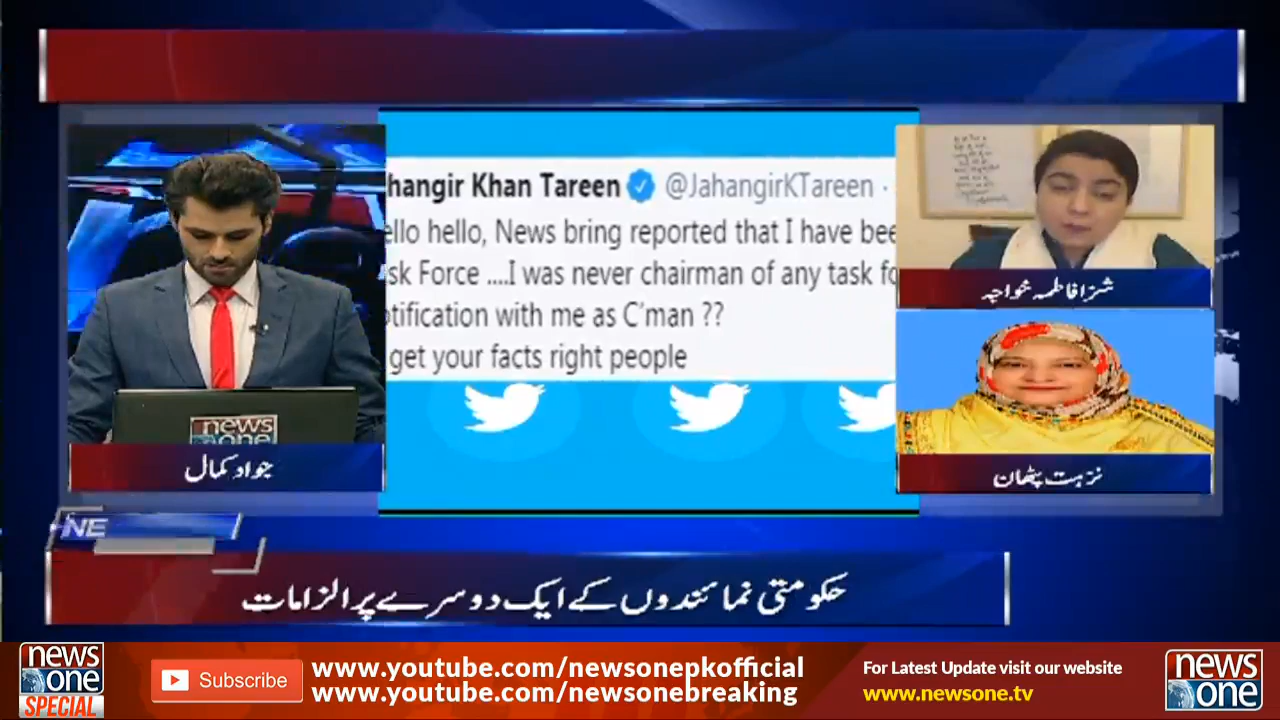 hangir Khan Tareen @JahangirKTareen ·
ello hello, News bring reported that I have bee
sk Force ....I was never chairman of any task fo
tification with me as C'man ??
get your facts right people
شزا فاطمہ خواجہ
news
one
جواد کمال
نزہت پٹھان
NE
حکومتی نمائندوں کے ایک دوسرے پر الزامات
news
one
SPECIAL
Subscribe
www.youtube.com/newsonepkofficial
www.youtube.com/newsonebreaking
For Latest Update visit our website
www.newsone.tv
news
one